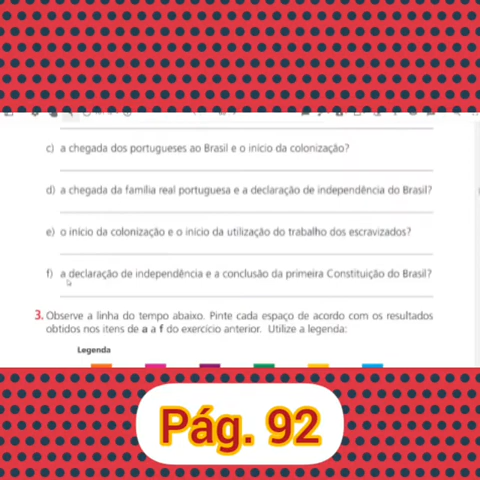 c) a chegada dos portugueses ao Brasil e o início da colonização?
d) a chegada da família real portuguesa e a declaração de independência do Brasil?
e) o início da colonização e o início da utilização do trabalho dos escravizados?
f) a declaração de independência e a conclusão da primeira Constituição do Brasil?
3. Observe a linha do tempo abaixo. Pinte cada espaço de acordo com os resultados
obtidos nos itens de a a f do exercício anterior. Utilize a legenda:
Legenda
Pág. 92